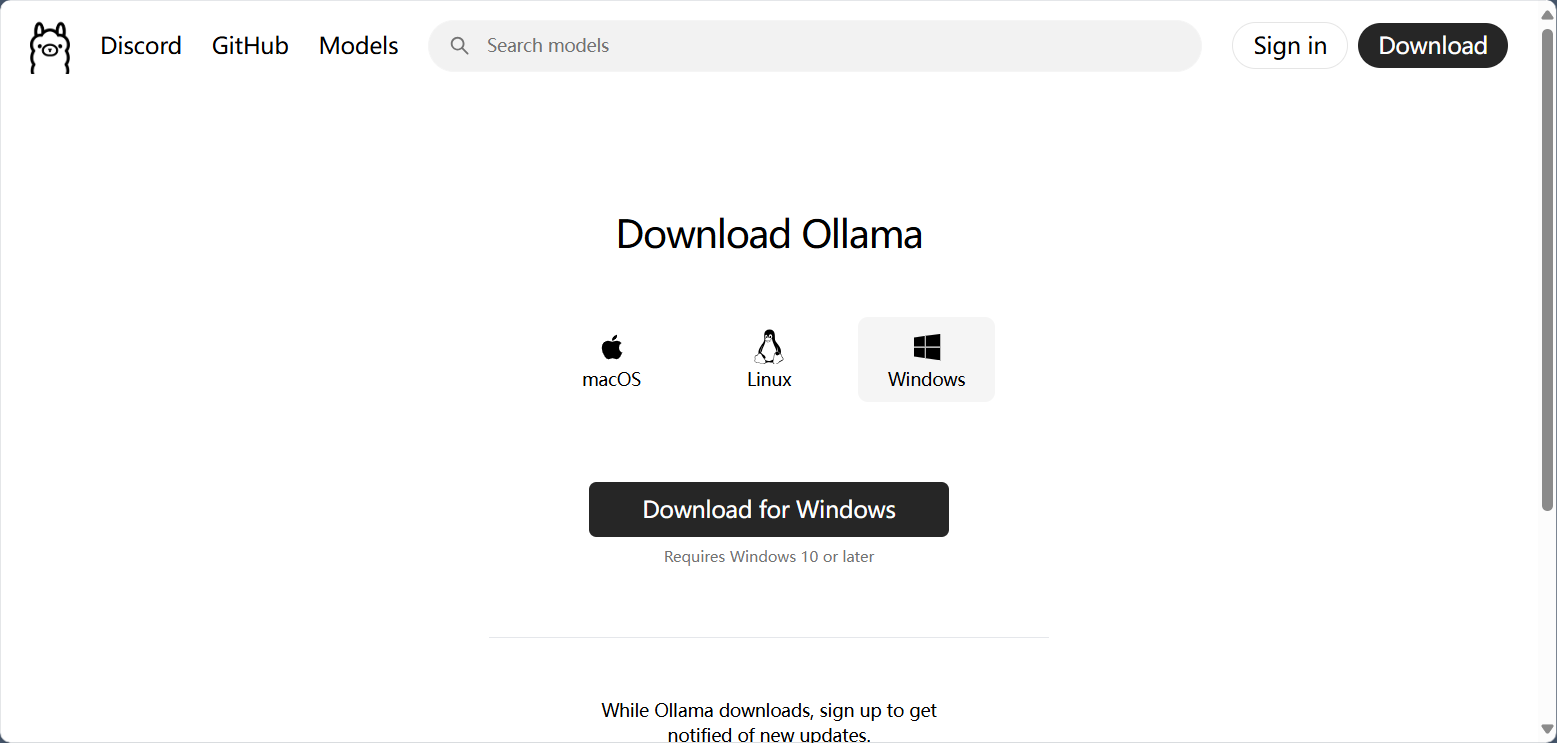 Discord GitHub Models Search models Sign in Download
Download Ollama
macOS Linux Windows
Download for Windows
Requires Windows 10 or later
While Ollama downloads, sign up to get
notified of new updates.